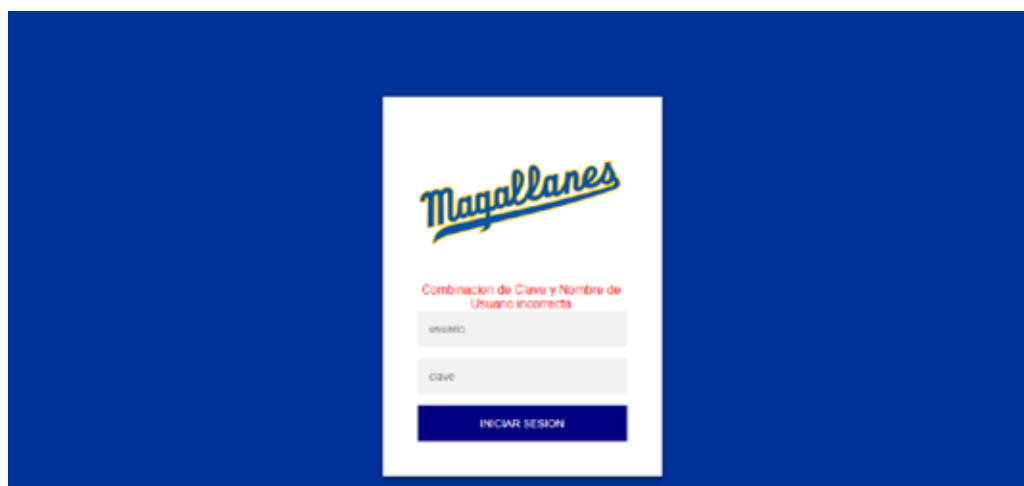 Magallanes
Combinacion de Clave y Nombre de
Usuario incorrecta
usuario
clave
INICIAR SESION